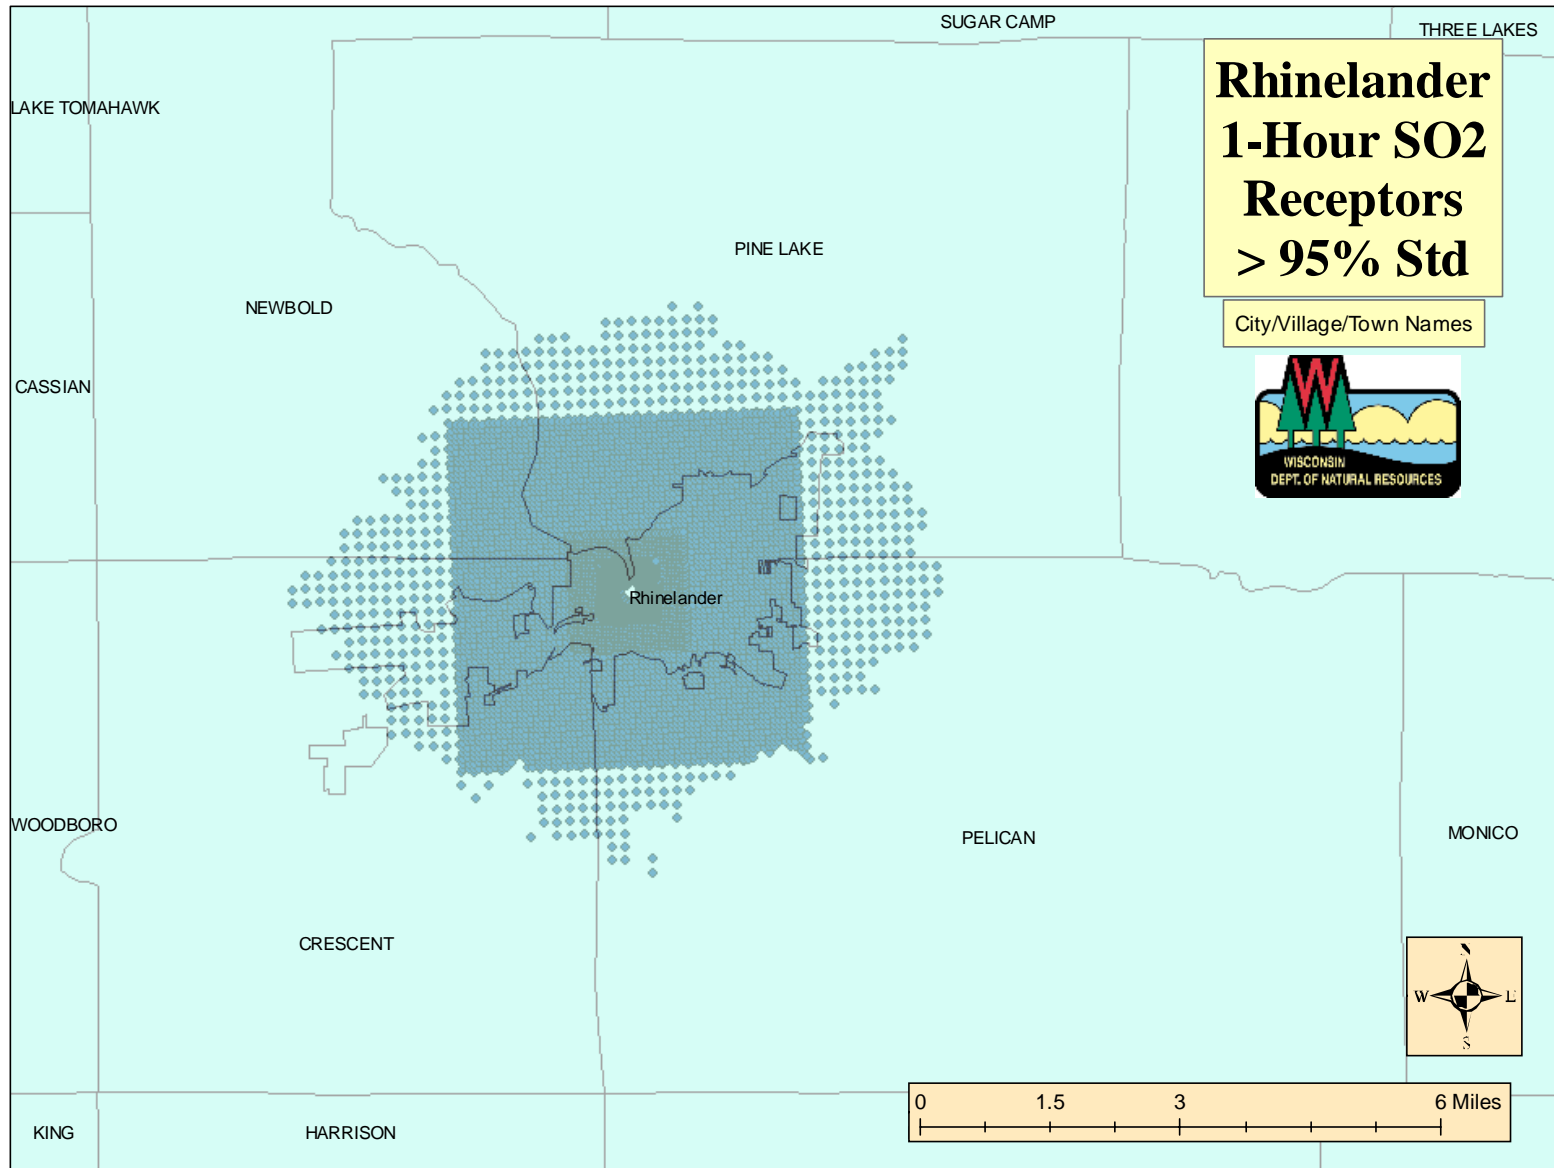 SUGAR CAMP
THREE LAKES
Rhinelander
1-Hour SO2
Receptors
> 95% Std
LAKE TOMAHAWK
PINE LAKE
NEWBOLD
City/Village/Town Names
CASSIAN
WISCONSIN
DEPT. OF NATURAL RESOURCES
Rhinelander
WOODBORO
PELICAN
MONICO
CRESCENT
N
W E
S
0 1.5 3 6 Miles
KING
HARRISON